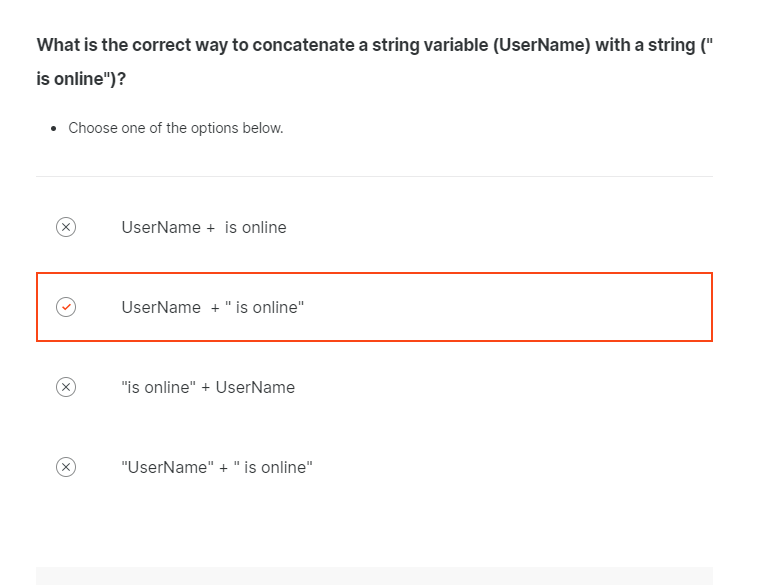 What is the correct way to concatenate a string variable (UserName) with a string ("
is online")?
Choose one of the options below.
UserName +  is online
UserName  + " is online"
"is online" + UserName
"UserName" + " is online"